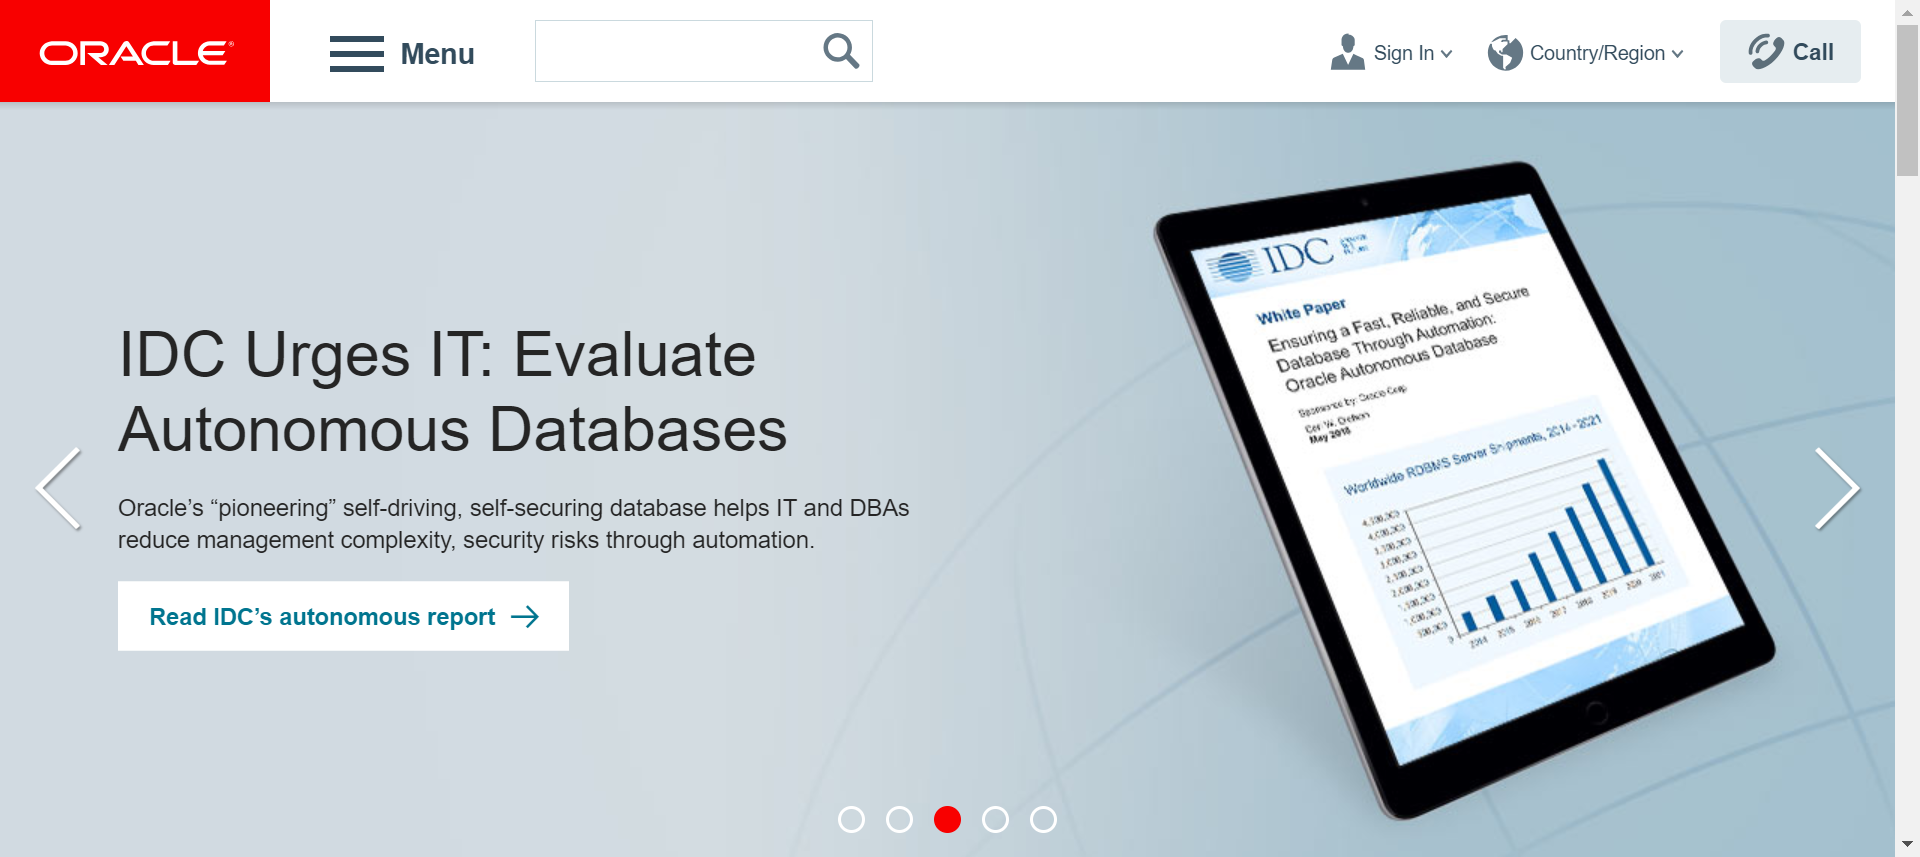 ORACLE®
Menu
Sign In
Country/Region
Call
IDC Urges IT: Evaluate
Autonomous Databases
Oracle’s “pioneering” self-driving, self-securing database helps IT and DBAs
reduce management complexity, security risks through automation.
Read IDC’s autonomous report
IDC
White Paper
Ensuring a Fast, Reliable, and Secure
Database Through Automation:
Oracle Autonomous Database
Sponsored by: Oracle Corp.
May 2018
Worldwide RDBMS Server Shipments, 2014-2021